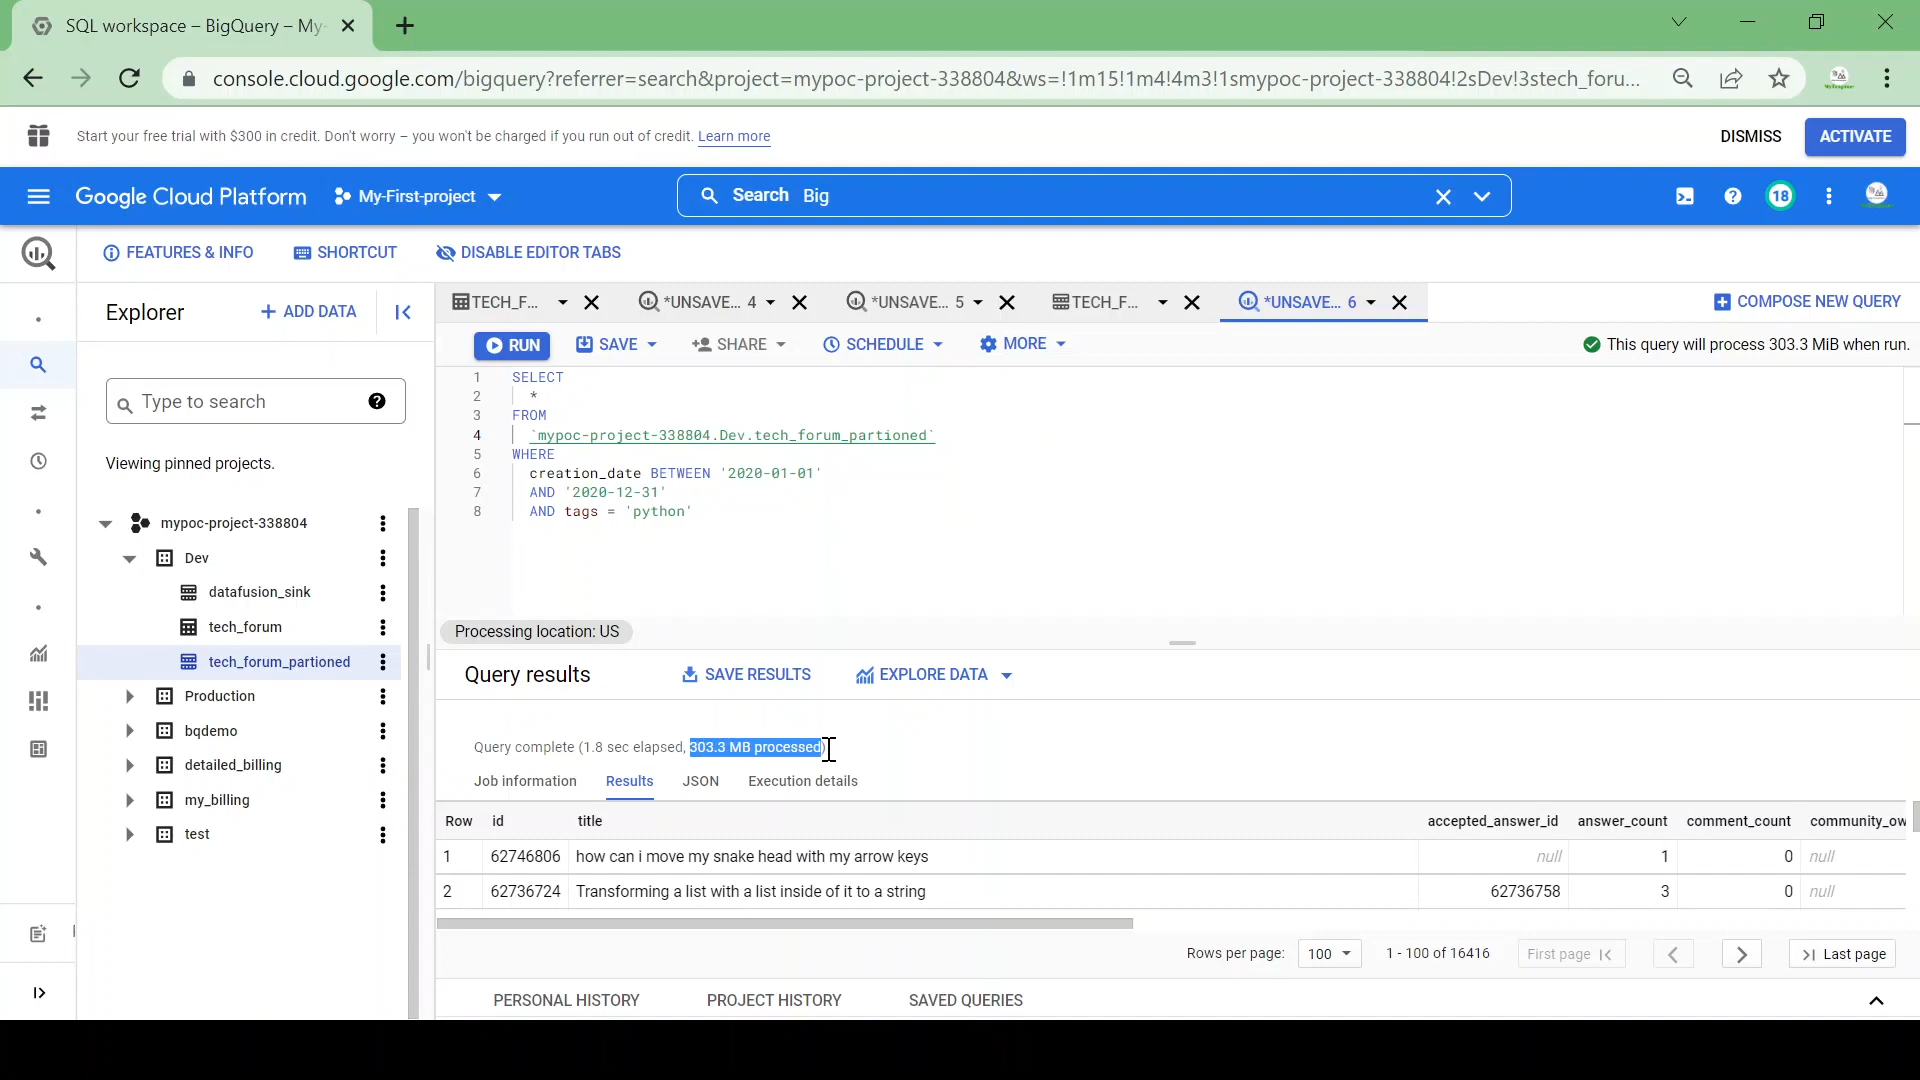 SQL workspace – BigQuery – My-
console.cloud.google.com/bigquery?referrer=search&project=mypoc-project-338804&ws=!1m15!1m4!4m3!1smypoc-project-338804!2sDev!3stech_foru...
Start your free trial with $300 in credit. Don't worry – you won't be charged if you run out of credit. Learn more
DISMISS
ACTIVATE
Google Cloud Platform
My-First-project
Search Big
18
FEATURES & INFO
SHORTCUT
DISABLE EDITOR TABS
Explorer
+ ADD DATA
TECH_F...
*UNSAVE... 4
*UNSAVE... 5
TECH_F...
*UNSAVE... 6
COMPOSE NEW QUERY
RUN
SAVE
SHARE
SCHEDULE
MORE
This query will process 303.3 MiB when run.
Type to search
Viewing pinned projects.
mypoc-project-338804
Dev
datafusion_sink
tech_forum
tech_forum_partioned
Production
bqdemo
detailed_billing
my_billing
test
1 SELECT
2 *
3 FROM
4 `mypoc-project-338804.Dev.tech_forum_partioned`
5 WHERE
6 creation_date BETWEEN '2020-01-01'
7 AND '2020-12-31'
8 AND tags = 'python'
Processing location: US
Query results
SAVE RESULTS
EXPLORE DATA
Query complete (1.8 sec elapsed, 303.3 MB processed)
Job information Results JSON Execution details
Row id title accepted_answer_id answer_count comment_count community_ow
1 62746806 how can i move my snake head with my arrow keys null 1 0 null
2 62736724 Transforming a list with a list inside of it to a string 62736758 3 0 null
Rows per page: 100 1 - 100 of 16416 First page Last page
PERSONAL HISTORY PROJECT HISTORY SAVED QUERIES